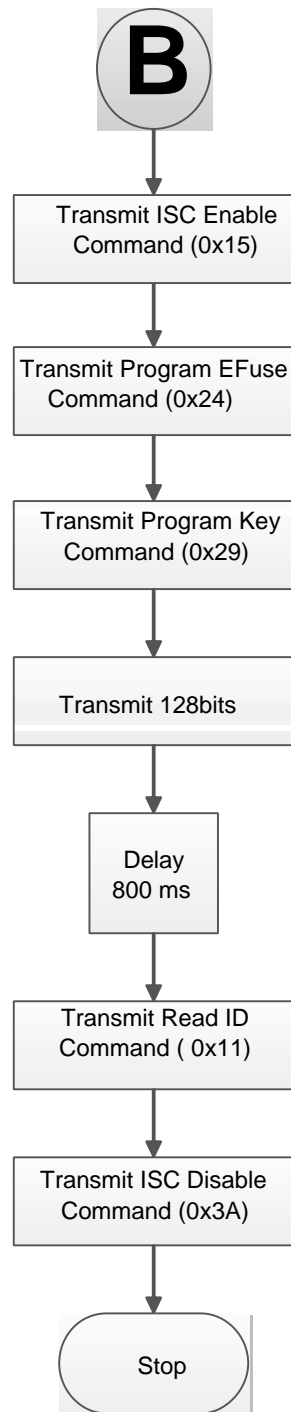 B
Transmit ISC Enable
Command (0x15)
Transmit Program EFuse
Command (0x24)
Transmit Program Key
Command (0x29)
Transmit 128bits
Delay
800 ms
Transmit Read ID
Command ( 0x11)
Transmit ISC Disable
Command (0x3A)
Stop